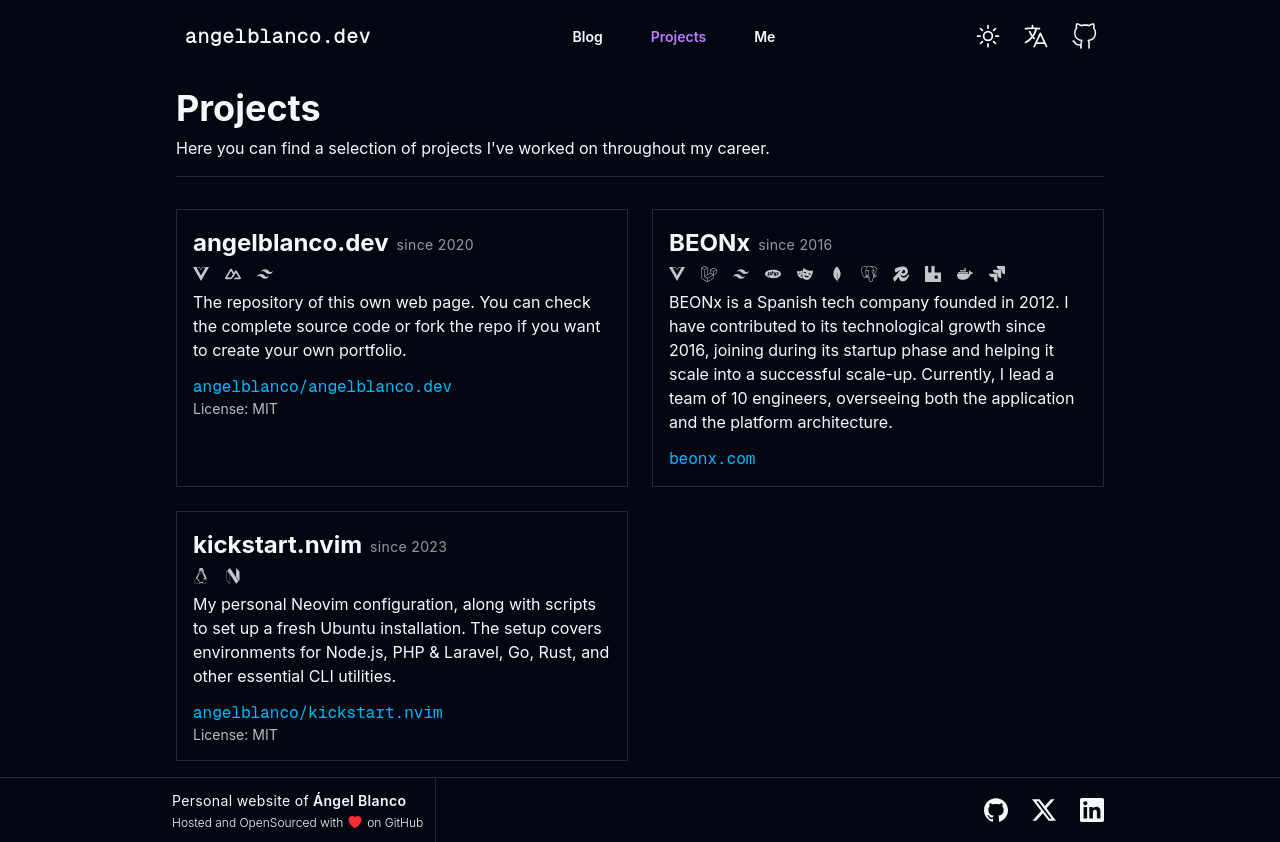 angelblanco.dev
Blog
Projects
Me
Projects
Here you can find a selection of projects I've worked on throughout my career.
angelblanco.dev since 2020
The repository of this own web page. You can check
the complete source code or fork the repo if you want
to create your own portfolio.
angelblanco/angelblanco.dev
License: MIT
BEONx since 2016
php
BEONx is a Spanish tech company founded in 2012. I
have contributed to its technological growth since
2016, joining during its startup phase and helping it
scale into a successful scale-up. Currently, I lead a
team of 10 engineers, overseeing both the application
and the platform architecture.
beonx.com
kickstart.nvim since 2023
My personal Neovim configuration, along with scripts
to set up a fresh Ubuntu installation. The setup covers
environments for Node.js, PHP & Laravel, Go, Rust, and
other essential CLI utilities.
angelblanco/kickstart.nvim
License: MIT
Personal website of Ángel Blanco
Hosted and OpenSourced with ❤️ on GitHub